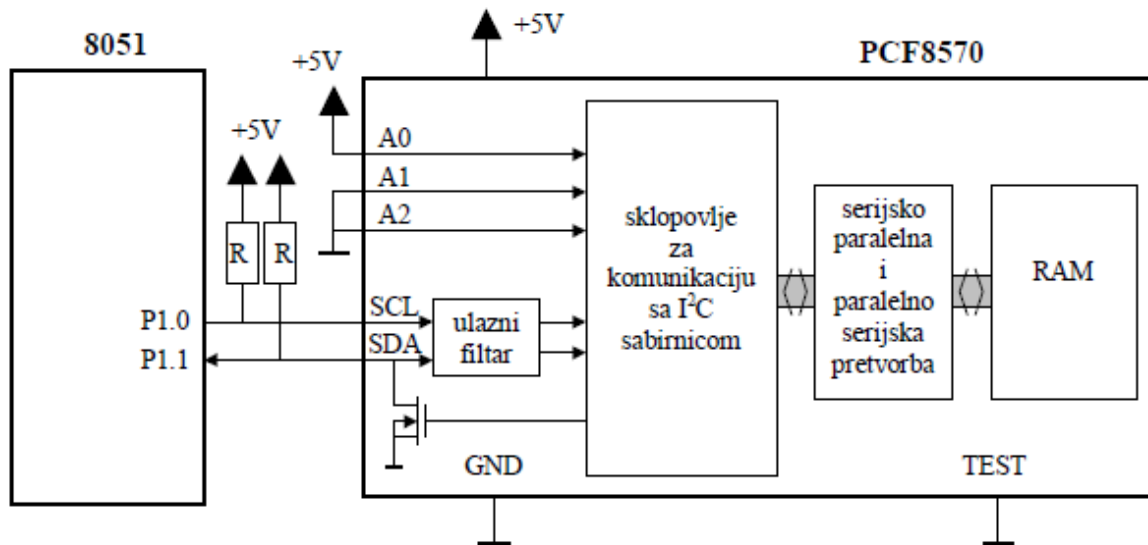 8051
+5V
PCF8570
+5V
+5V
A0
A1
A2
R
R
P1.0
P1.1
SCL
SDA
ulazni
filtar
sklopovlje
za
komunikaciju
sa I²C
sabirnicom
serijsko
paralelna
i
paralelno
serijska
pretvorba
RAM
GND
TEST